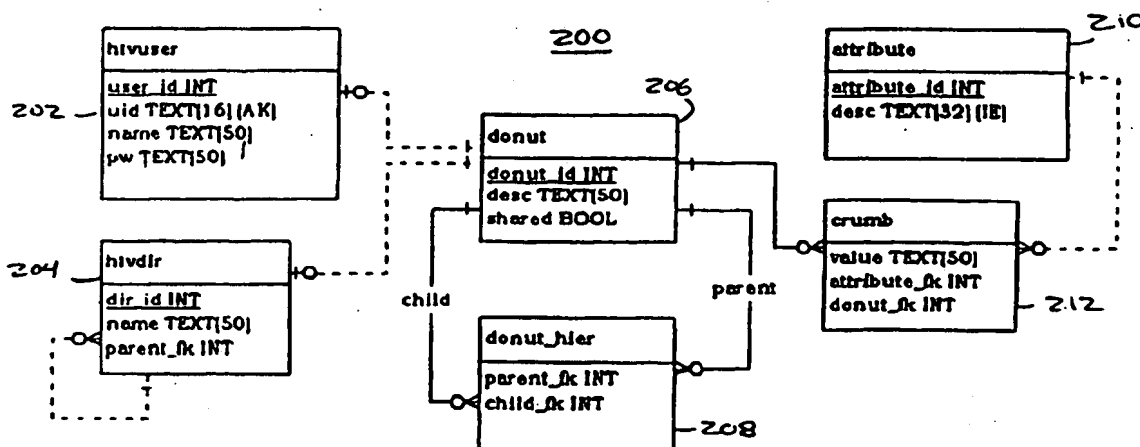 200
210
hivuser
user_id INT
uid TEXT[16] [AK]
name TEXT[50]
pw TEXT[50]
202
206
donut
donut_id INT
desc TEXT[50]
shared BOOL
attribute
attribute_id INT
desc TEXT[32] [IE]
204
hivdir
dir_id INT
name TEXT[50]
parent_fk INT
child
parent
crumb
value TEXT[50]
attribute_fk INT
donut_fk INT
212
donut_hier
parent_fk INT
child_fk INT
208